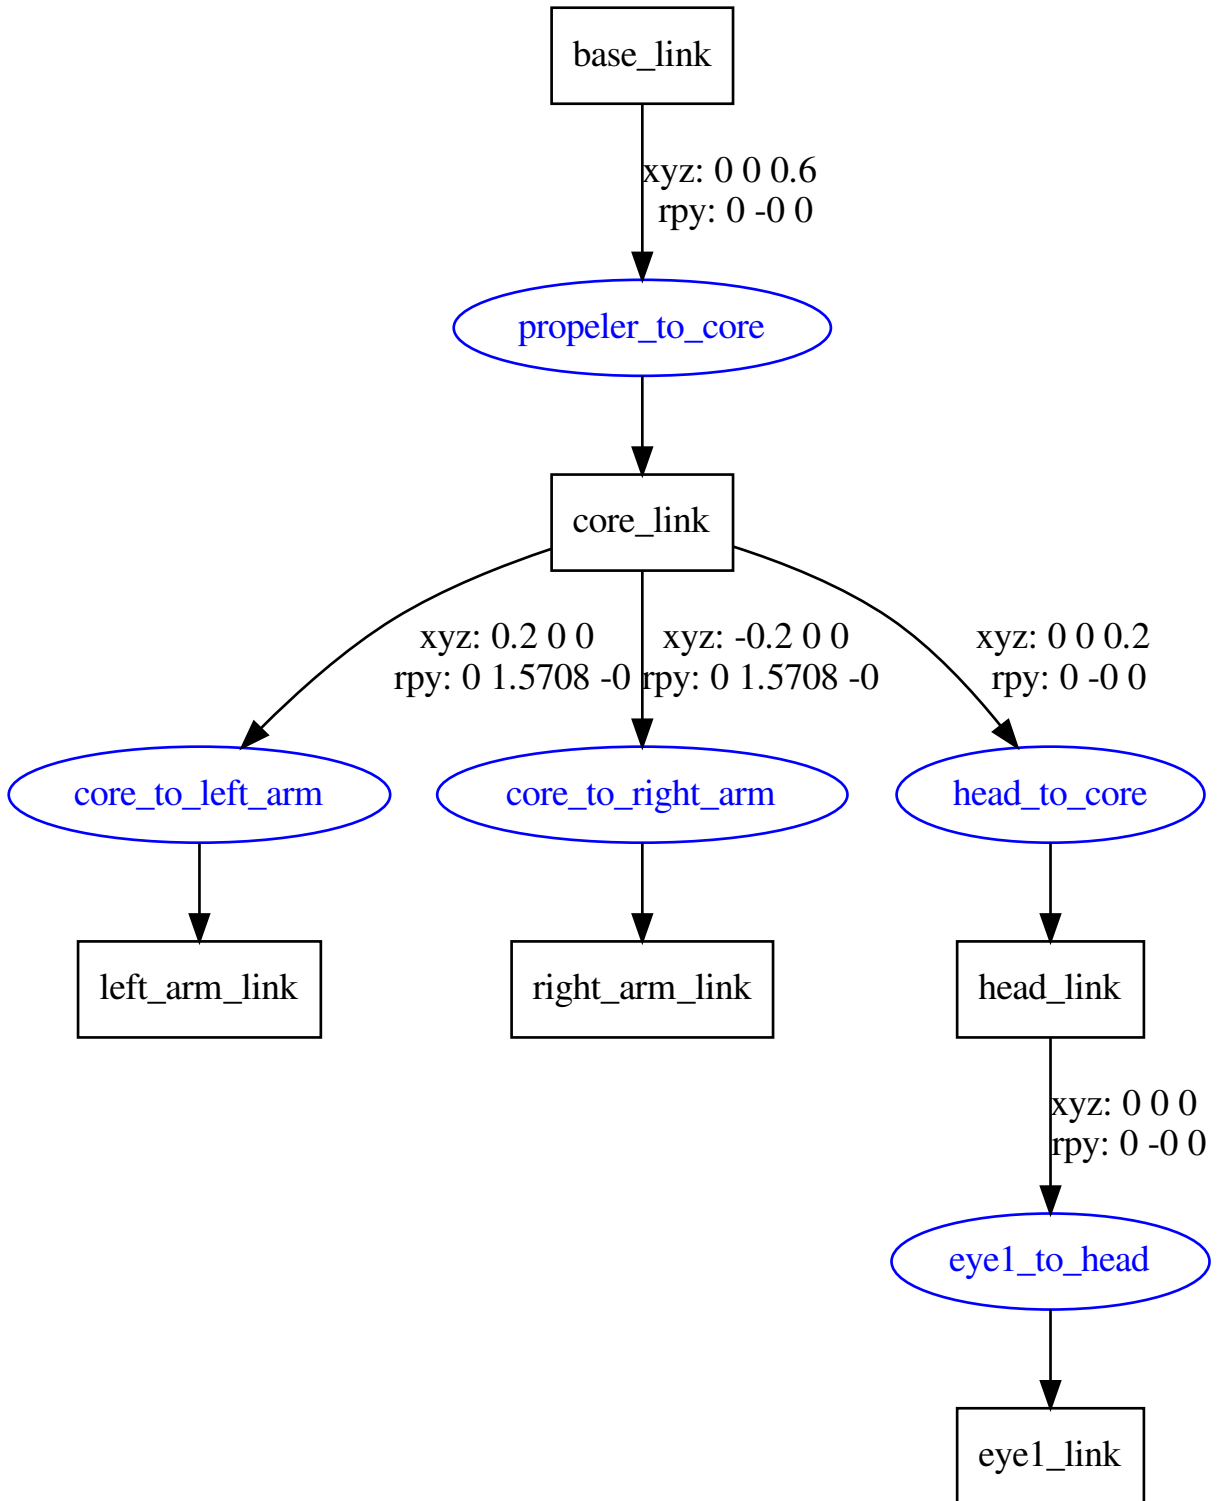 base_link
xyz: 0 0 0.6
rpy: 0 -0 0
propeler_to_core
core_link
xyz: 0.2 0 0
rpy: 0 1.5708 -0
xyz: -0.2 0 0
rpy: 0 1.5708 -0
xyz: 0 0 0.2
rpy: 0 -0 0
core_to_left_arm
core_to_right_arm
head_to_core
left_arm_link
right_arm_link
head_link
xyz: 0 0 0
rpy: 0 -0 0
eye1_to_head
eye1_link